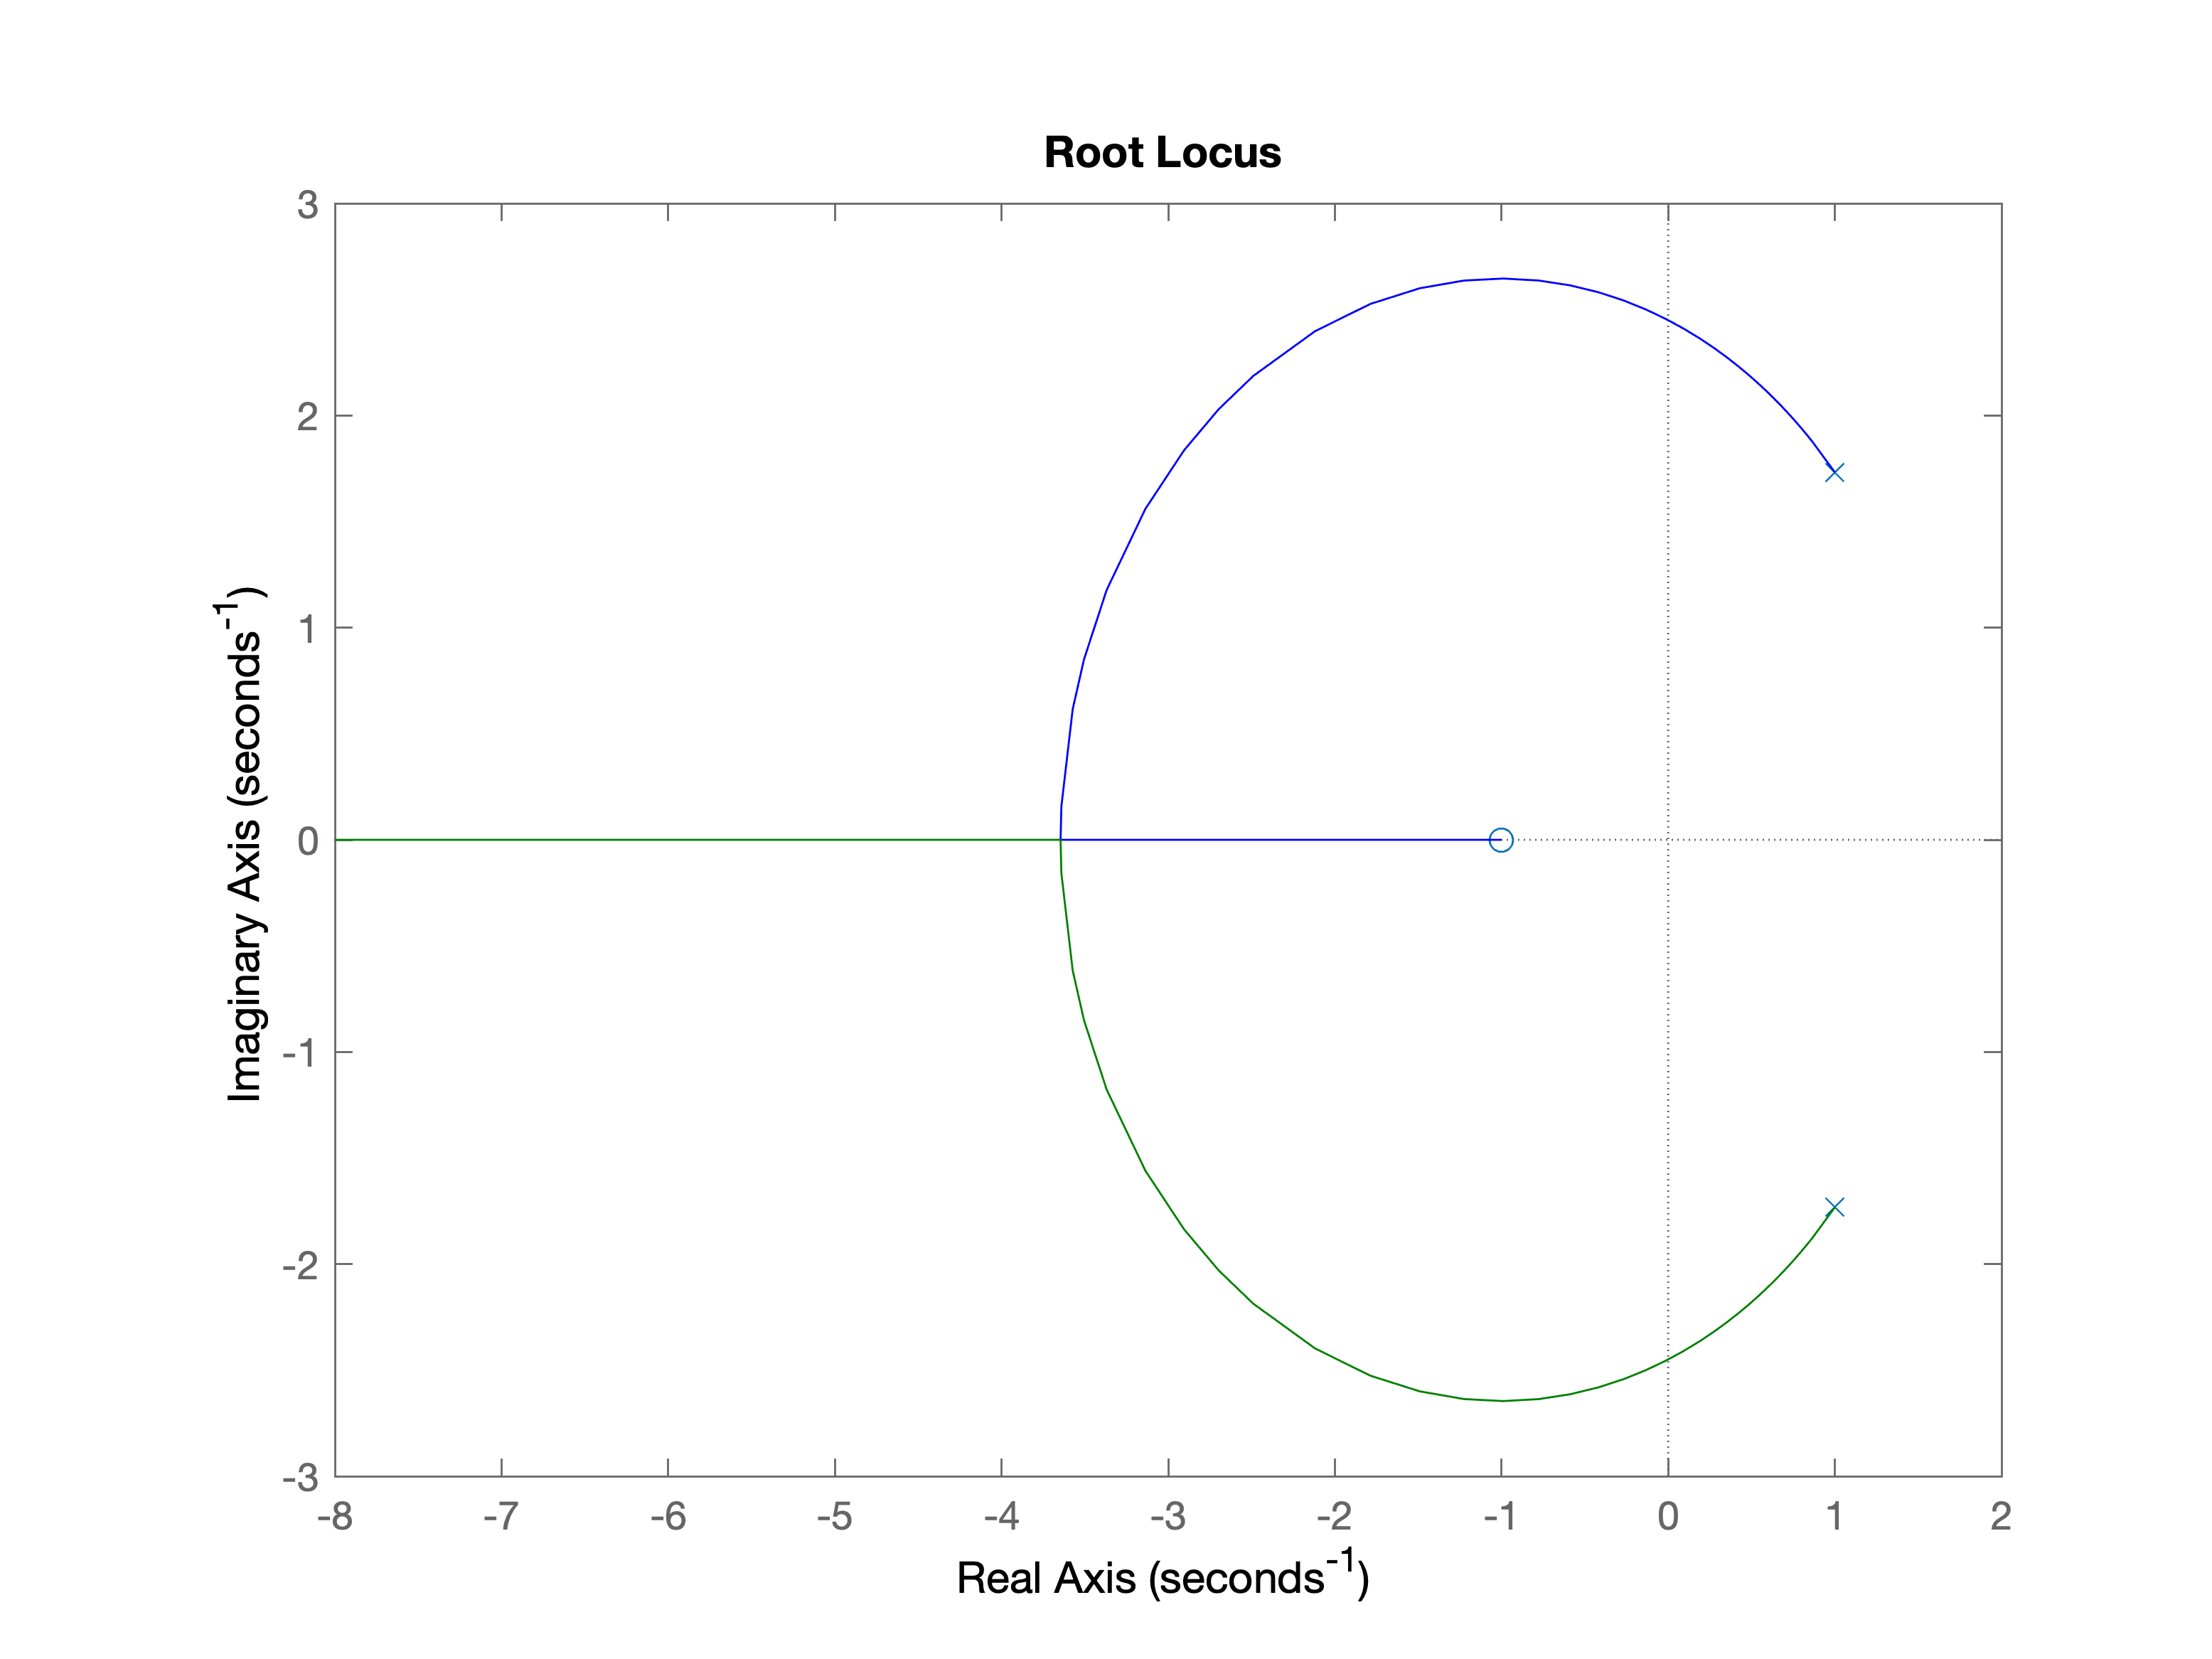 Root Locus
3
2
1
0
-1
-2
-3
Imaginary Axis (seconds⁻¹)
-8 -7 -6 -5 -4 -3 -2 -1 0 1 2
Real Axis (seconds⁻¹)